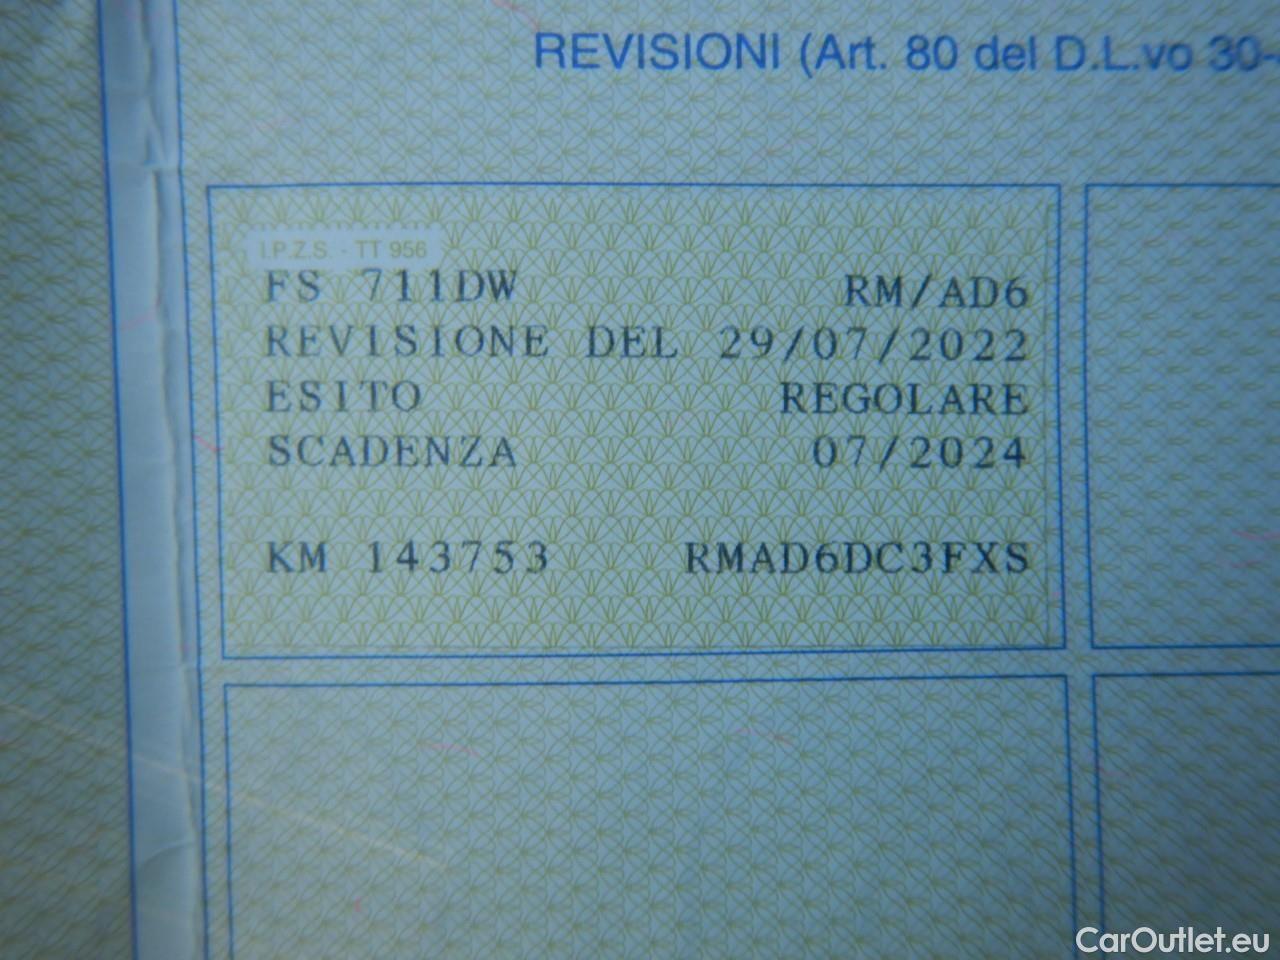 REVISIONI (Art. 80 del D.L.vo 30-
I.P.Z.S. - TT 956
FS 711DW RM/AD6
REVISIONE DEL 29/07/2022
ESITO REGOLARE
SCADENZA 07/2024
KM 143753 RMAD6DC3FXS
CarOutlet.eu